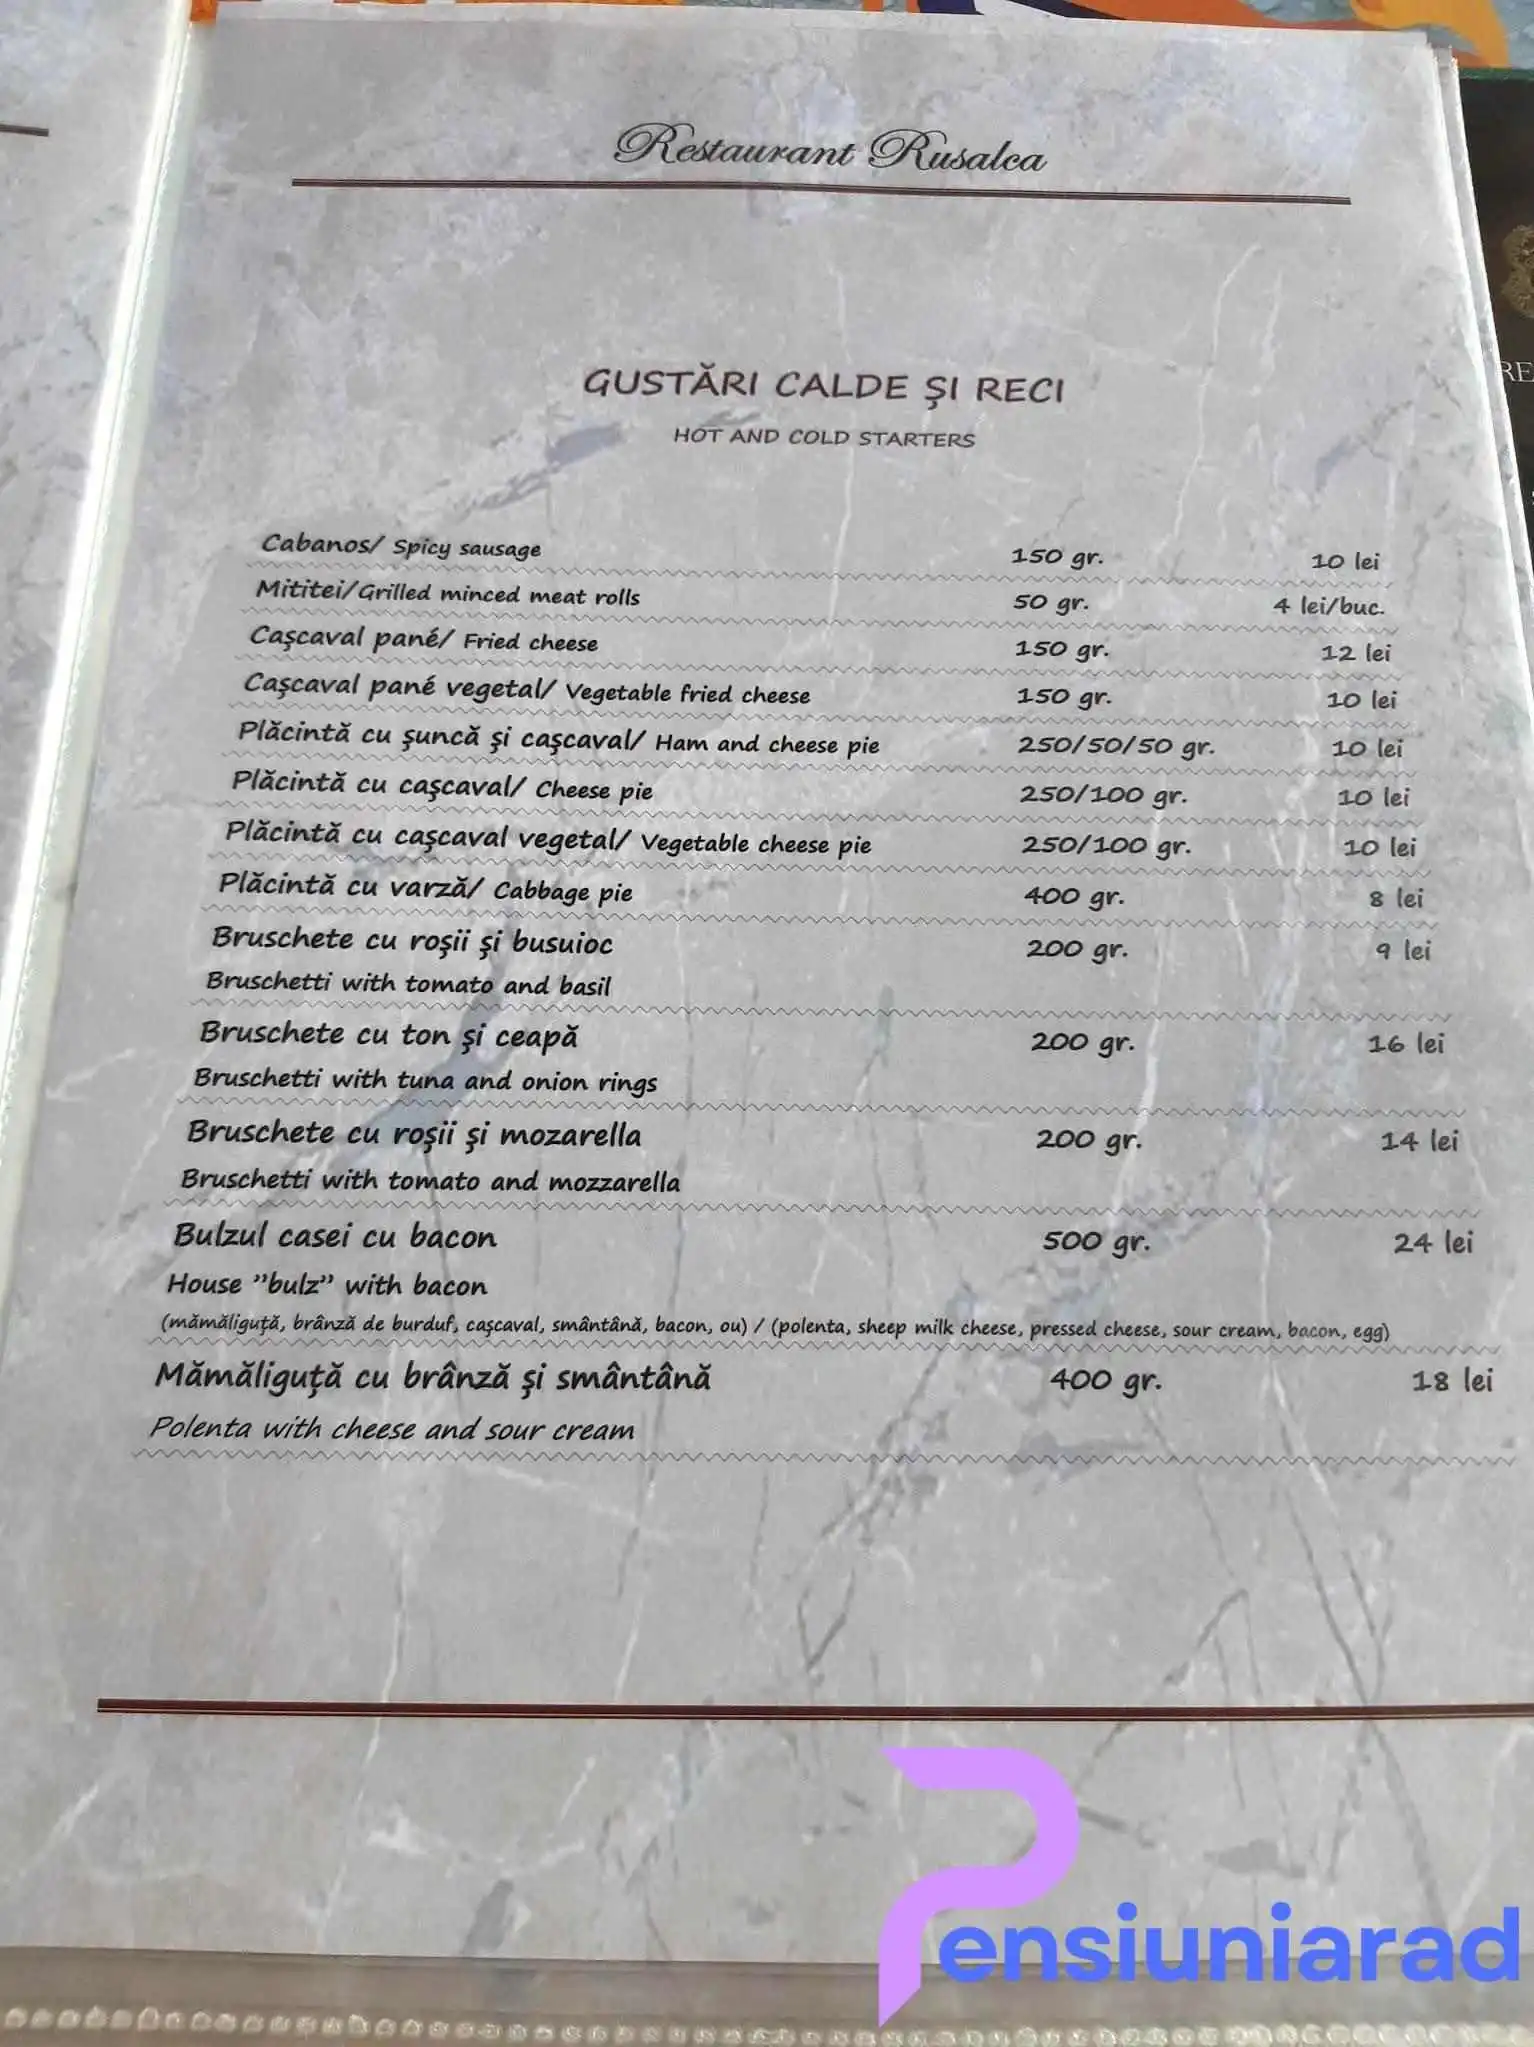 Restaurant Rusalca
GUSTĂRI CALDE ŞI RECI
HOT AND COLD STARTERS
Cabanos/ Spicy sausage 150 gr. 10 lei
Mititei/Grilled minced meat rolls 50 gr. 4 lei/buc.
Caşcaval pané/ Fried cheese 150 gr. 12 lei
Caşcaval pané vegetal/ Vegetable fried cheese 150 gr. 10 lei
Plăcintă cu şuncă şi caşcaval/ Ham and cheese pie 250/50/50 gr. 10 lei
Plăcintă cu caşcaval/ Cheese pie 250/100 gr. 10 lei
Plăcintă cu caşcaval vegetal/ Vegetable cheese pie 250/100 gr. 10 lei
Plăcintă cu varză/ Cabbage pie 400 gr. 8 lei
Bruschete cu roşii şi busuioc 200 gr. 9 lei
Bruschetti with tomato and basil
Bruschete cu ton şi ceapă 200 gr. 16 lei
Bruschetti with tuna and onion rings
Bruschete cu roşii şi mozarella 200 gr. 14 lei
Bruschetti with tomato and mozzarella
Bulzul casei cu bacon 500 gr. 24 lei
House ”bulz” with bacon
(mămăliguţă, brânză de burduf, caşcaval, smântână, bacon, ou) / (polenta, sheep milk cheese, pressed cheese, sour cream, bacon, egg)
Mămăliguţă cu brânză şi smântână 400 gr. 18 lei
Polenta with cheese and sour cream
RE
Pensiuniarad